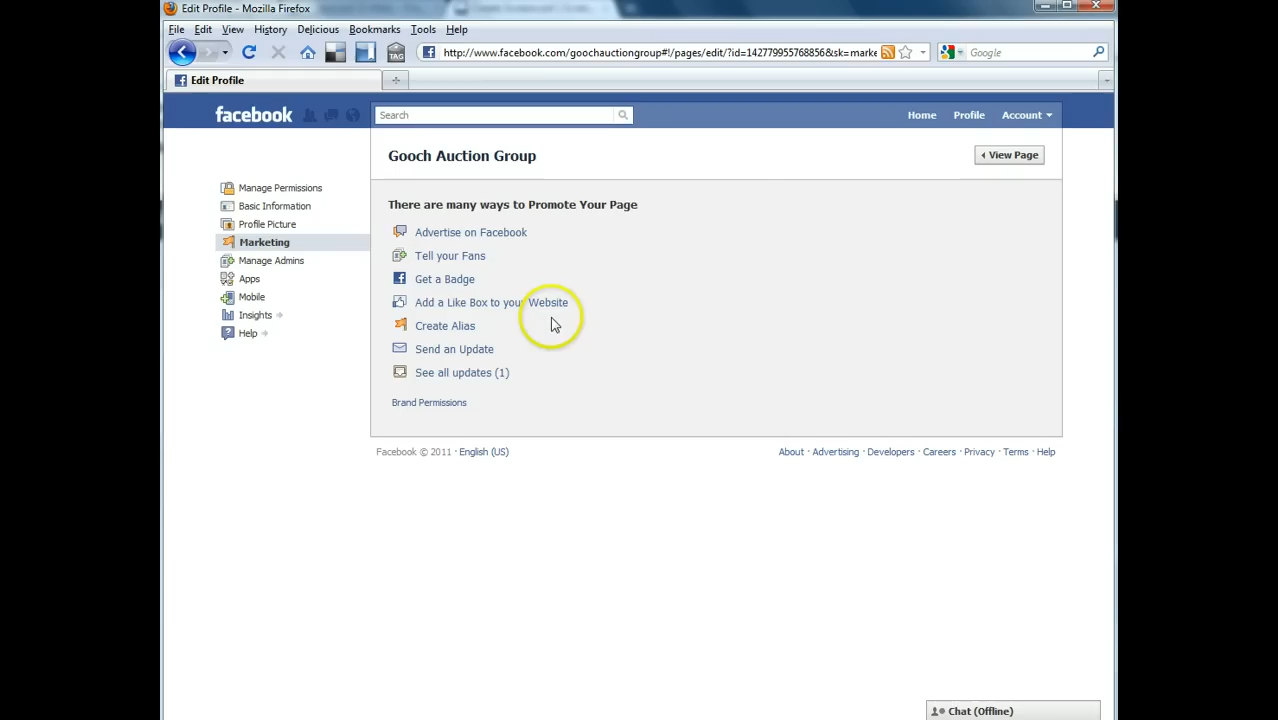 Edit Profile - Mozilla Firefox
File Edit View History Delicious Bookmarks Tools Help
TAG
http://www.facebook.com/goochauctiongroup#!/pages/edit/?id=142779955768856&sk=marke
Google
Edit Profile
facebook
Search
Home Profile Account
Gooch Auction Group
View Page
Manage Permissions
Basic Information
Profile Picture
Marketing
Manage Admins
Apps
Mobile
Insights
Help
There are many ways to Promote Your Page
Advertise on Facebook
Tell your Fans
Get a Badge
Add a Like Box to your Website
Create Alias
Send an Update
See all updates (1)
Brand Permissions
Facebook © 2011 · English (US)
About · Advertising · Developers · Careers · Privacy · Terms · Help
Chat (Offline)